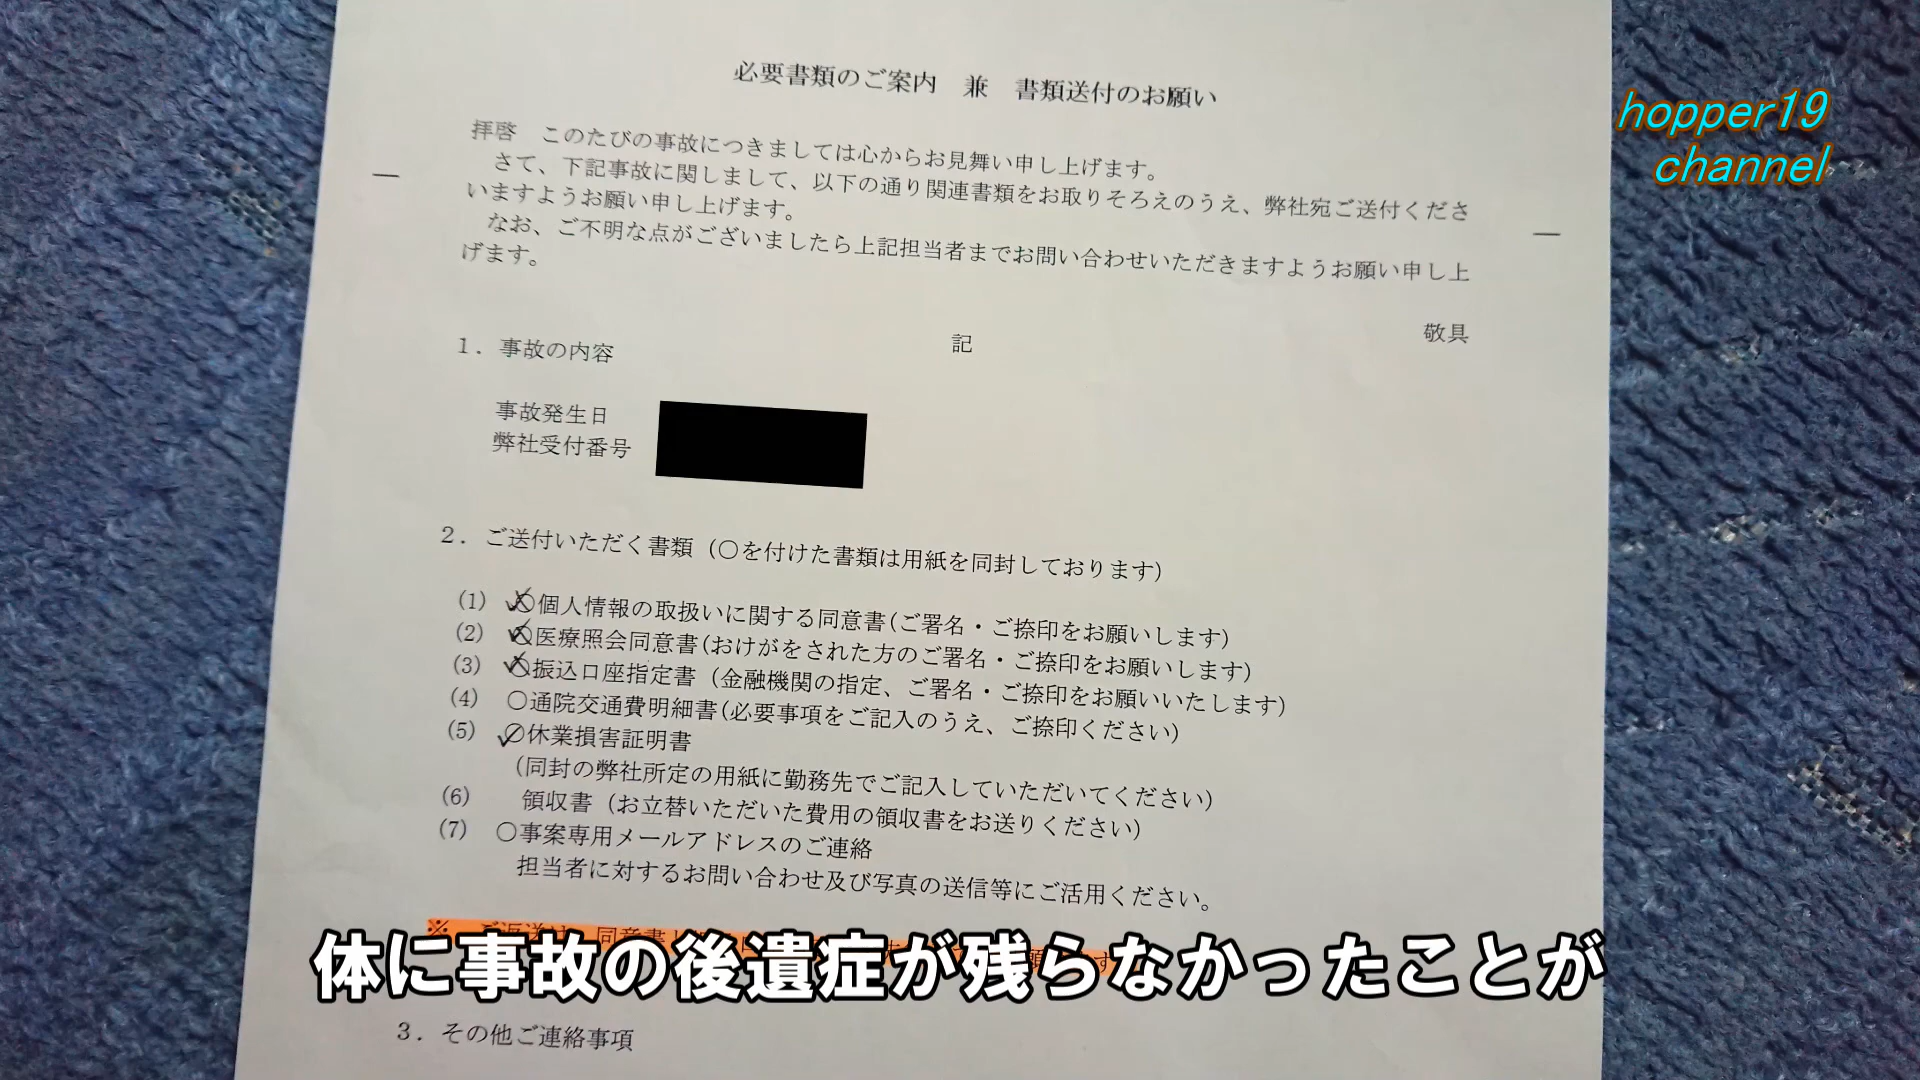 必要書類のご案内　兼　書類送付のお願い
hopper19
channel
拝啓　このたびの事故につきましては心からお見舞い申し上げます。
さて、下記事故に関しまして、以下の通り関連書類をお取りそろえのうえ、弊社宛ご送付くださ
いますようお願い申し上げます。
なお、ご不明な点がございましたら上記担当者までお問い合わせいただきますようお願い申し上
げます。
敬具
記
1．事故の内容
事故発生日
弊社受付番号
2．ご送付いただく書類（○を付けた書類は用紙を同封しております）
(1) ○個人情報の取扱いに関する同意書(ご署名・ご捺印をお願いします)
(2) ○医療照会同意書(おけがをされた方のご署名・ご捺印をお願いします)
(3) ○振込口座指定書（金融機関の指定、ご署名・ご捺印をお願いいたします）
(4) ○通院交通費明細書(必要事項をご記入のうえ、ご捺印ください)
(5) ○休業損害証明書
（同封の弊社所定の用紙に勤務先でご記入していただいてください）
(6) 領収書（お立替いただいた費用の領収書をお送りください）
(7) ○事案専用メールアドレスのご連絡
担当者に対するお問い合わせ及び写真の送信等にご活用ください。
体に事故の後遺症が残らなかったことが
3．その他ご連絡事項